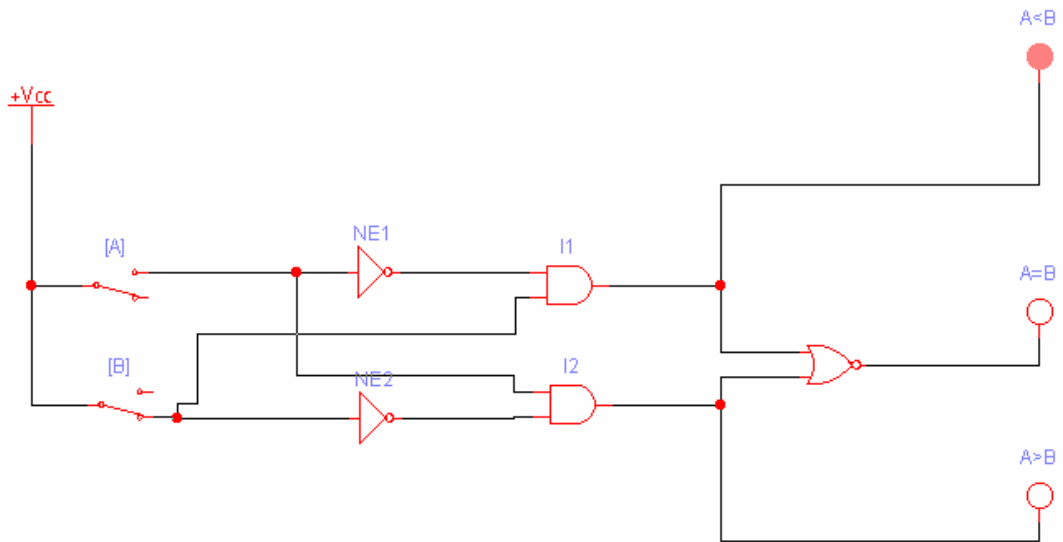 A<B
+Vcc
[A]
NE1
I1
A=B
[B]
NE2
I2
A>B